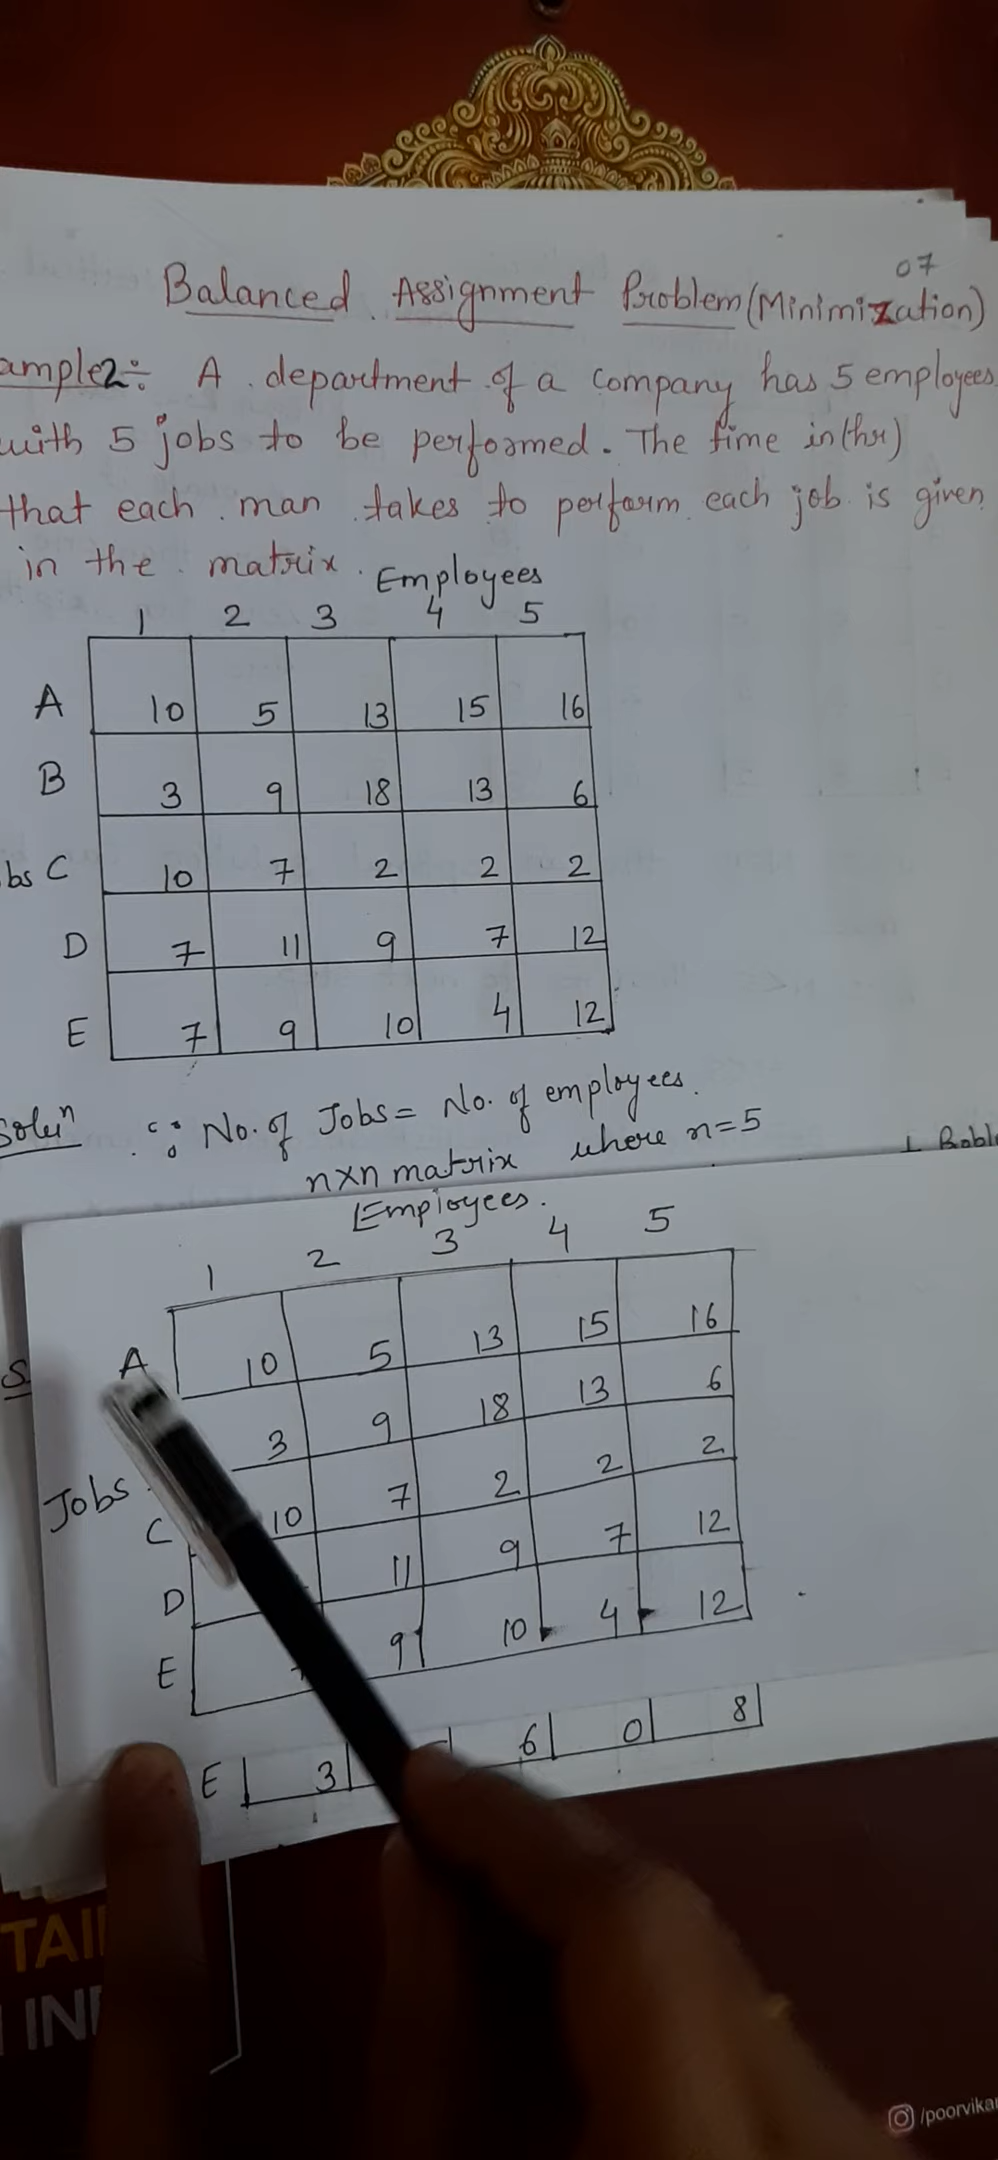 07
Balanced Assignment Problem (Minimization)
ample2÷ A department of a company has 5 employees
with 5 jobs to be performed. The time in(hr)
that each man takes to perform each job is given
in the matrix. Employees
1 2 3 4 5
A 10 5 13 15 16
B 3 9 18 13 6
bs C 10 7 2 2 2
D 7 11 9 7 12
E 7 9 10 4 12
Soluⁿ ∵ No. of Jobs = No. of employees.
n×n matrix where n=5
Employees.
1 2 3 4 5
A 10 5 13 15 16
3 9 18 13 6
Jobs
C 10 7 2 2 2
D 11 9 7 12
E 9 10 4 12
E 3 6 0 8
TAI
IN
/poorvika